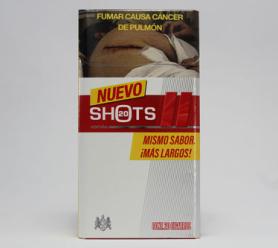 FUMAR CAUSA CÁNCER
DE PULMÓN
NUEVO
SHOTS
20
MISMO SABOR,
¡MÁS LARGOS!